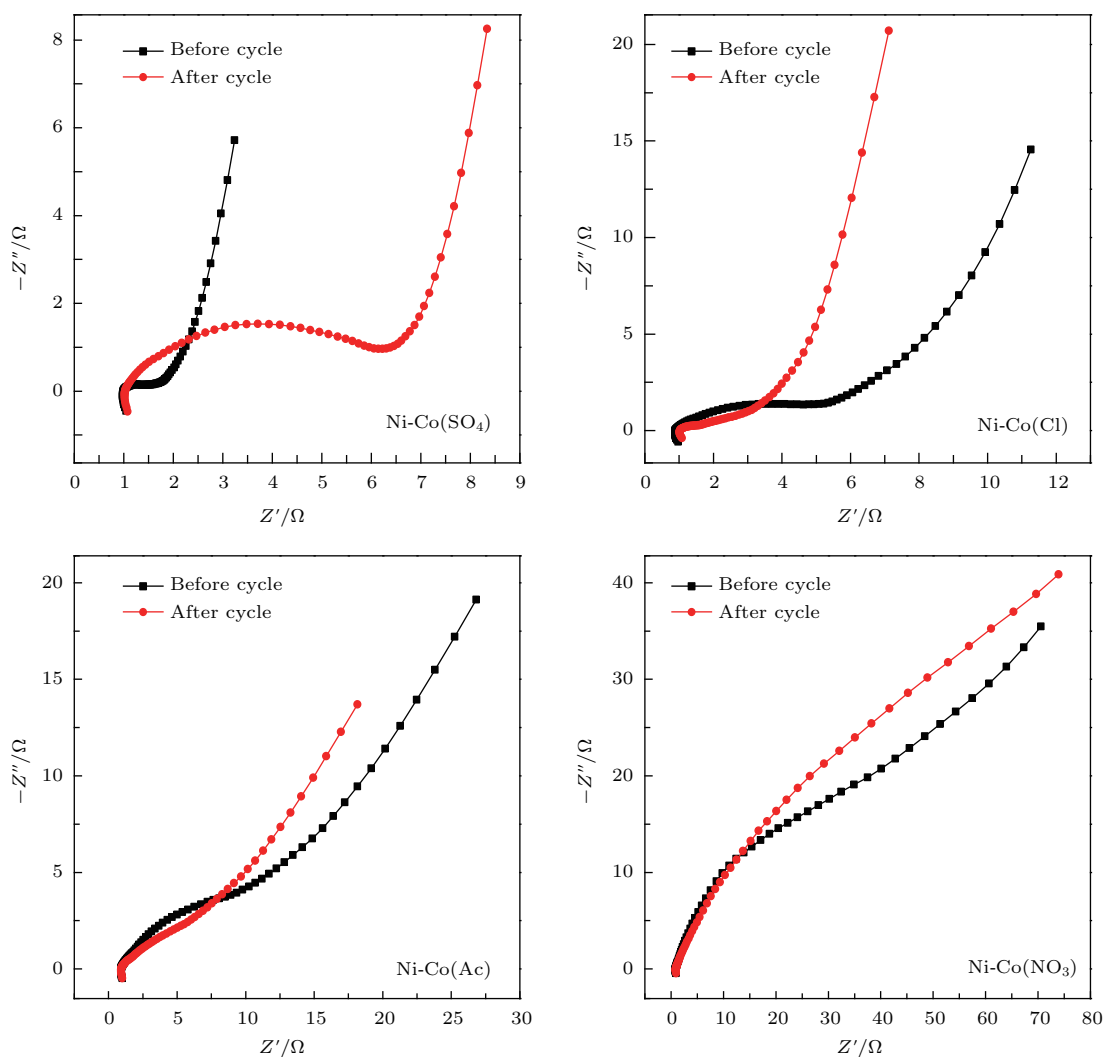 8
6
4
2
0
−Z″/Ω
Before cycle
After cycle
Ni-Co(SO₄)
0 1 2 3 4 5 6 7 8 9
Z′/Ω
20
15
10
5
0
−Z″/Ω
Before cycle
After cycle
Ni-Co(Cl)
2 4 6 8 10 12
Z′/Ω
20
15
10
5
0
−Z″/Ω
Before cycle
After cycle
Ni-Co(Ac)
0 5 10 15 20 25 30
Z′/Ω
40
30
20
10
0
−Z″/Ω
Before cycle
After cycle
Ni-Co(NO₃)
0 10 20 30 40 50 60 70 80
Z′/Ω